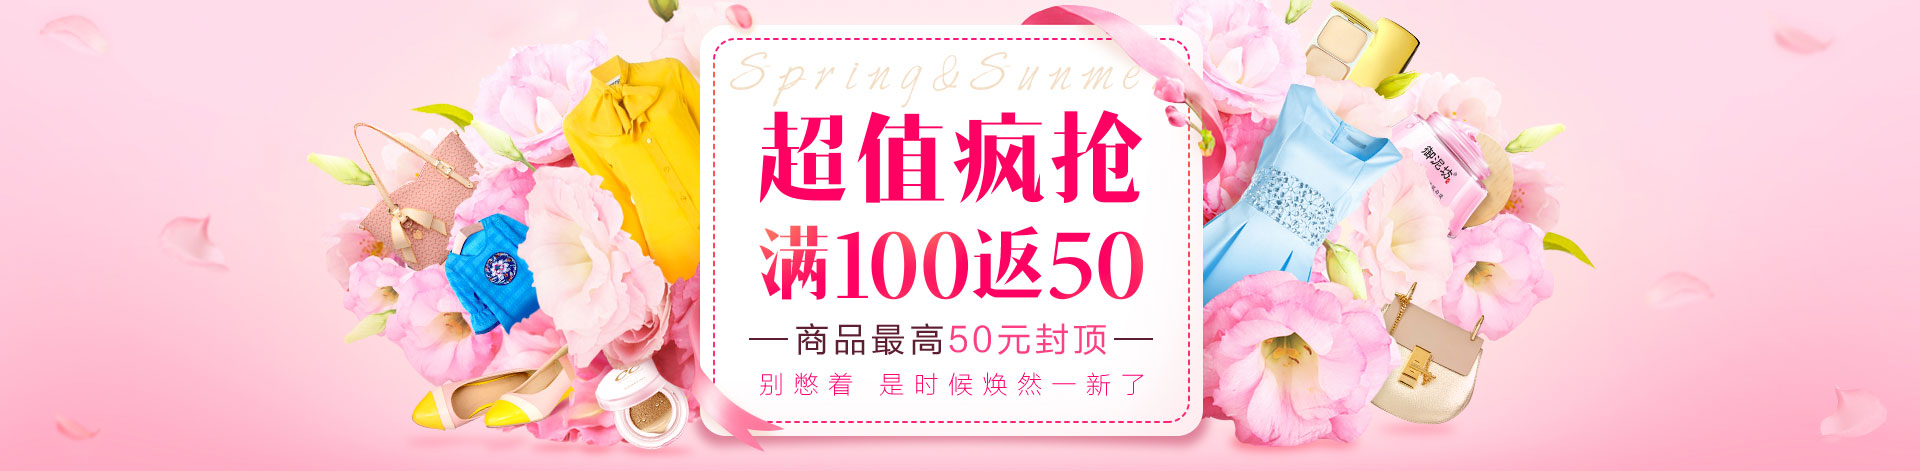 Spring&Sunme
超值疯抢
满100返50
商品最高50元封顶
别憋着 是时候焕然一新了
御泥坊